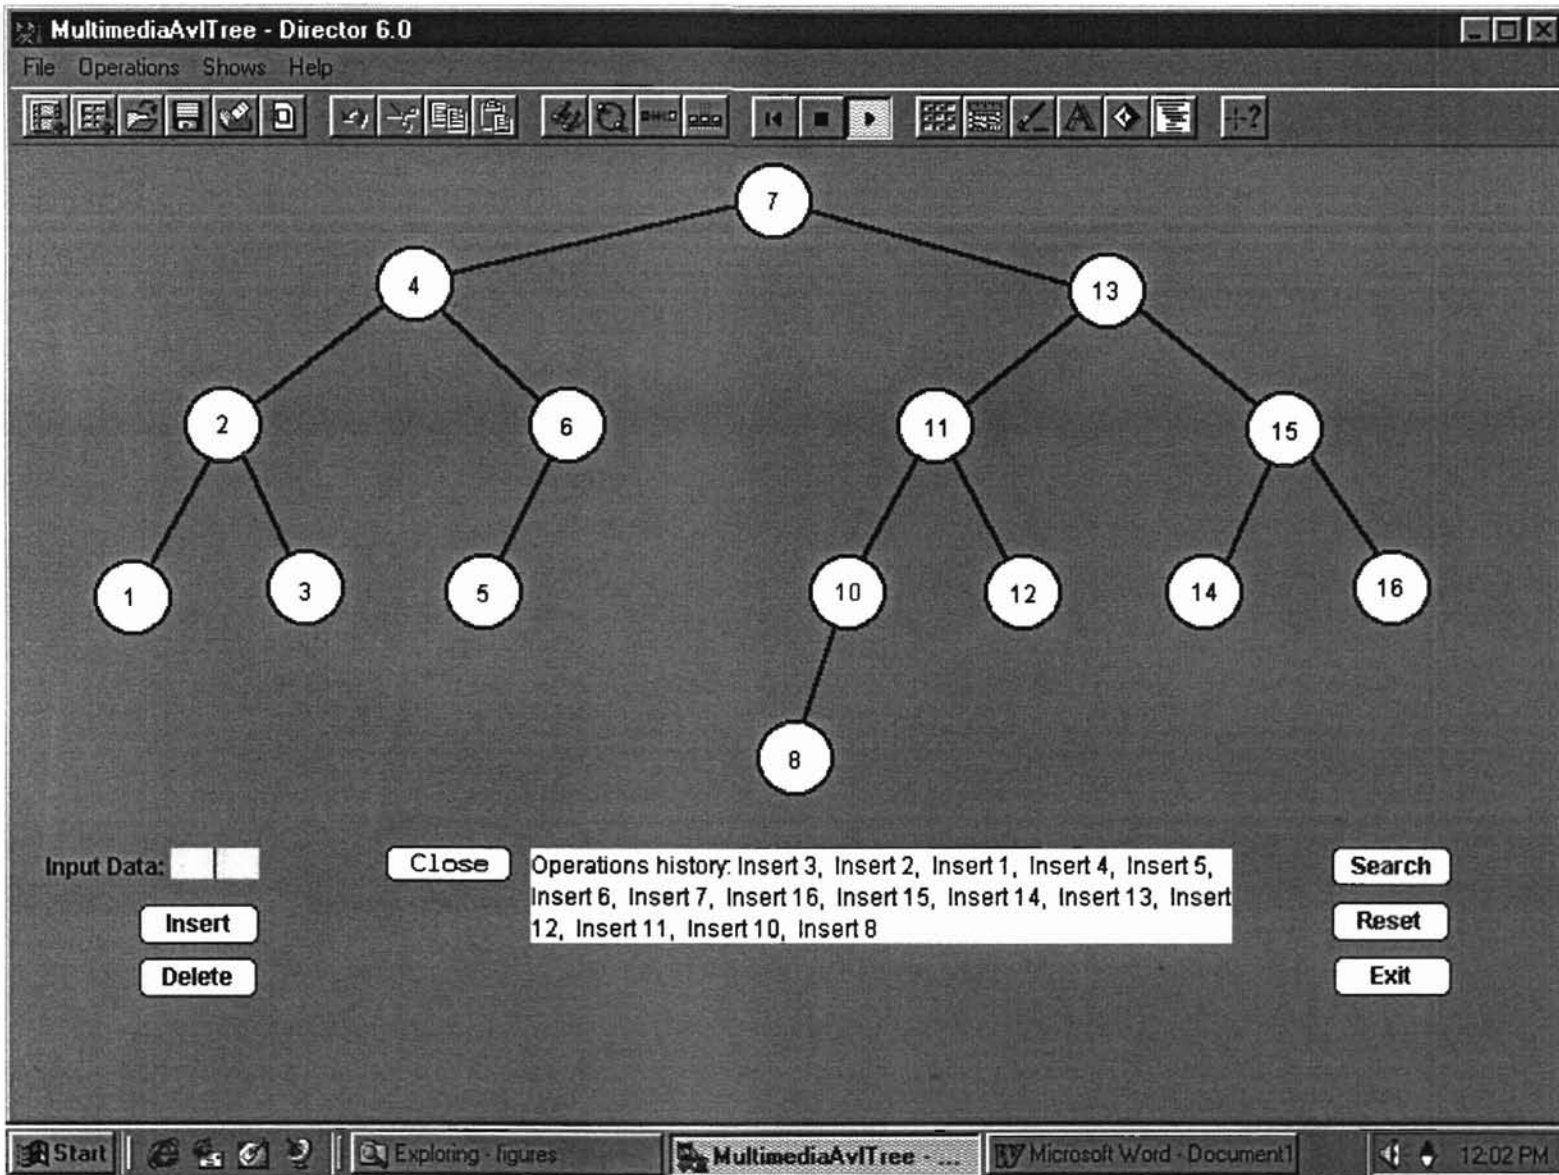 MultimediaAvlTree - Director 6.0
File Operations Shows Help
7
4
13
2
6
11
15
1
3
5
10
12
14
16
8
Input Data:
Close
Operations history: Insert 3, Insert 2, Insert 1, Insert 4, Insert 5,
Insert 6, Insert 7, Insert 16, Insert 15, Insert 14, Insert 13, Insert
12, Insert 11, Insert 10, Insert 8
Search
Insert
Reset
Delete
Exit
Start
Exploring - figures
MultimediaAvlTree - ...
Microsoft Word - Document1
12:02 PM